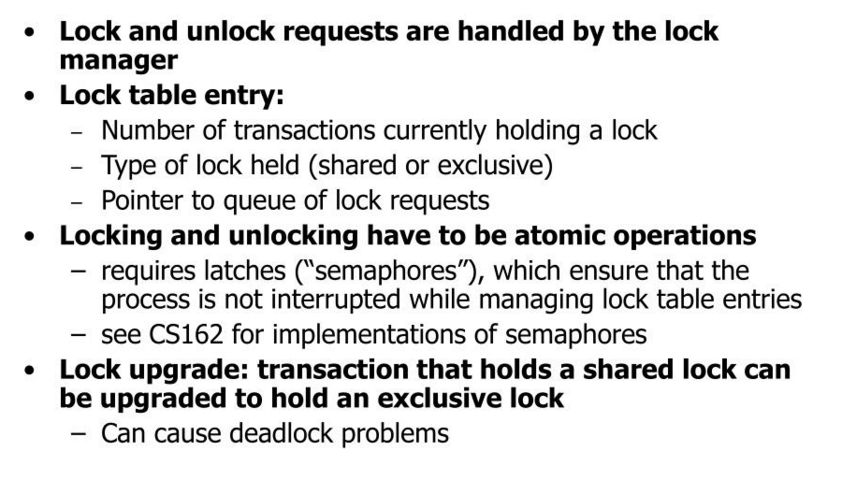 • Lock and unlock requests are handled by the lock
manager
• Lock table entry:
– Number of transactions currently holding a lock
– Type of lock held (shared or exclusive)
– Pointer to queue of lock requests
• Locking and unlocking have to be atomic operations
– requires latches (“semaphores”), which ensure that the
process is not interrupted while managing lock table entries
– see CS162 for implementations of semaphores
• Lock upgrade: transaction that holds a shared lock can
be upgraded to hold an exclusive lock
– Can cause deadlock problems